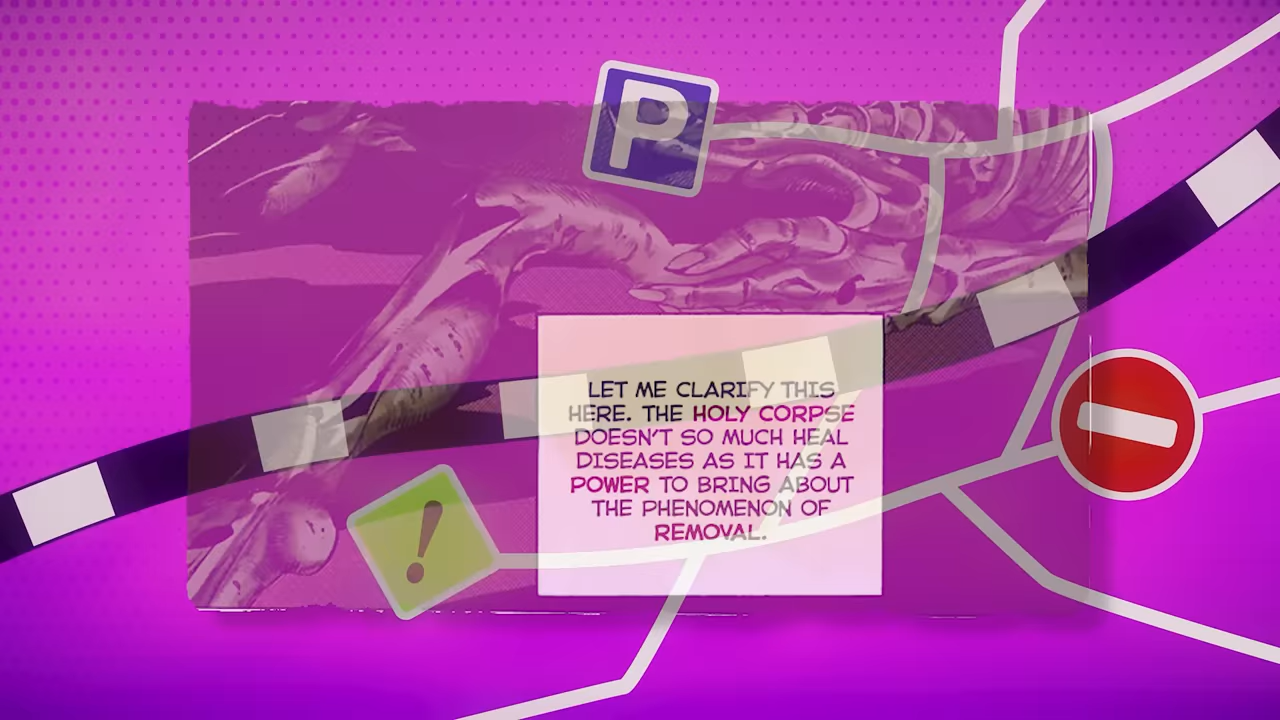 P
LET ME CLARIFY THIS
HERE. THE HOLY CORPSE
DOESN'T SO MUCH HEAL
DISEASES AS IT HAS A
POWER TO BRING ABOUT
THE PHENOMENON OF
REMOVAL.
!